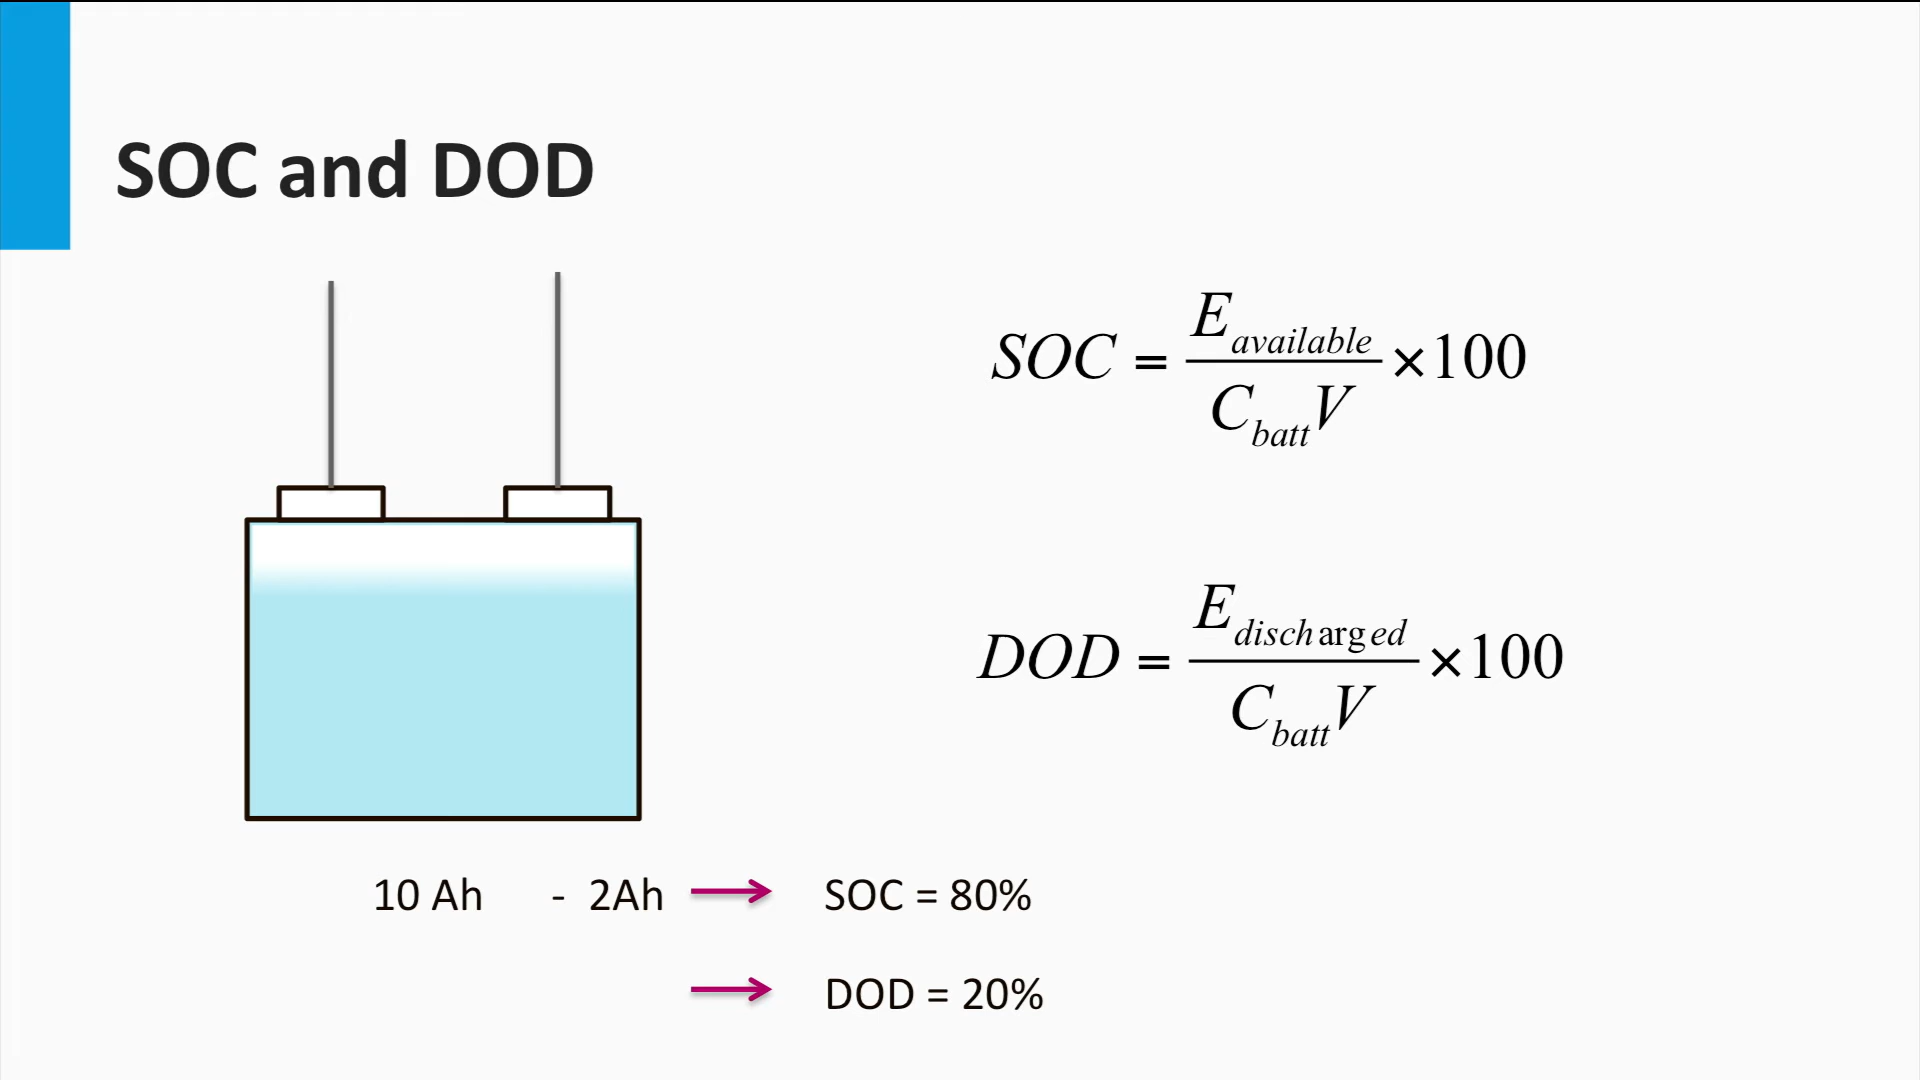 SOC and DOD
SOC = E_available / C_batt V ×100
DOD = E_discharged / C_batt V ×100
10 Ah - 2Ah → SOC = 80%
→ DOD = 20%